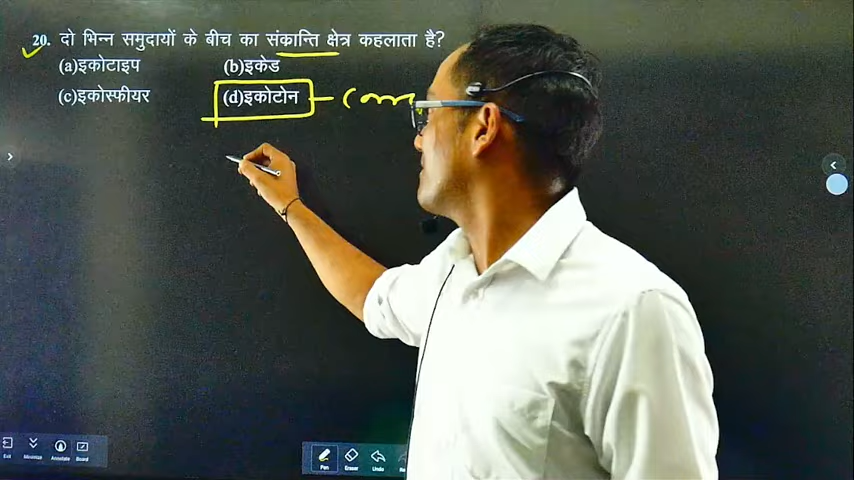 20. दो भिन्न समुदायों के बीच का संक्रान्ति क्षेत्र कहलाता है?
(a)इकोटाइप (b)इकेड
(c)इकोस्फीयर (d)इकोटोन
Exit Minimize Annotate Board Pen Eraser Undo